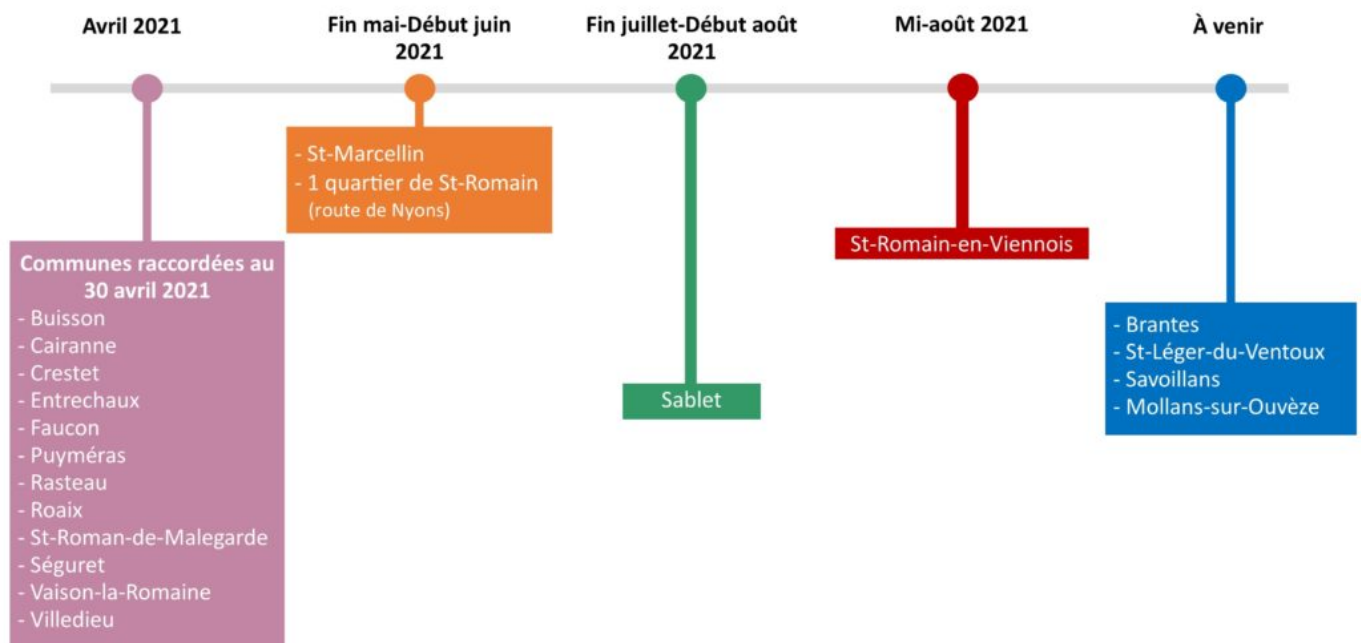 Avril 2021
Fin mai-Début juin
2021
Fin juillet-Début août
2021
Mi-août 2021
À venir
Communes raccordées au
30 avril 2021
- Buisson
- Cairanne
- Crestet
- Entrechaux
- Faucon
- Puyméras
- Rasteau
- Roaix
- St-Roman-de-Malegarde
- Séguret
- Vaison-la-Romaine
- Villedieu
- St-Marcellin
- 1 quartier de St-Romain
(route de Nyons)
Sablet
St-Romain-en-Viennois
- Brantes
- St-Léger-du-Ventoux
- Savoillans
- Mollans-sur-Ouvèze